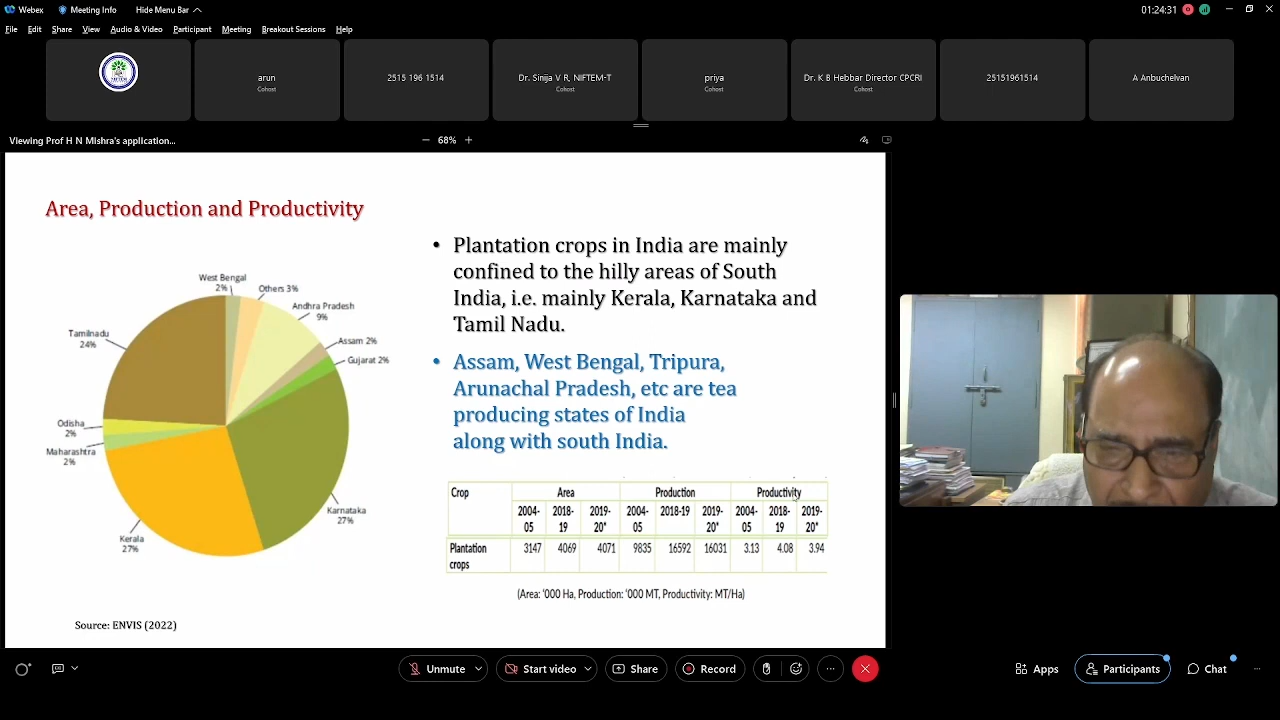 Webex
Meeting Info
Hide Menu Bar
01:24:31
File Edit Share View Audio & Video Participant Meeting Breakout Sessions Help
arun
Cohost
2515 196 1514
Dr. Sinija V R, NIFTEM-T
Cohost
priya
Cohost
Dr. K B Hebbar Director CPCRI
Cohost
25151961514
A Anbuchelvan
Viewing Prof H N Mishra's application...
68%
Area, Production and Productivity
West Bengal
2%
Others 3%
Andhra Pradesh
9%
Assam 2%
Gujarat 2%
Tamilnadu
24%
Odisha
2%
Maharashtra
2%
Kerala
27%
Karnataka
27%
Source: ENVIS (2022)
• Plantation crops in India are mainly
confined to the hilly areas of South
India, i.e. mainly Kerala, Karnataka and
Tamil Nadu.
• Assam, West Bengal, Tripura,
Arunachal Pradesh, etc are tea
producing states of India
along with south India.
Crop Area Production Productivity
2004-05 2018-19 2019-20* 2004-05 2018-19 2019-20* 2004-05 2018-19 2019-20*
Plantation crops 3147 4069 4071 9835 16592 16031 3.13 4.08 3.94
(Area: '000 Ha, Production: '000 MT, Productivity: MT/Ha)
Unmute
Start video
Share
Record
Apps
Participants
Chat